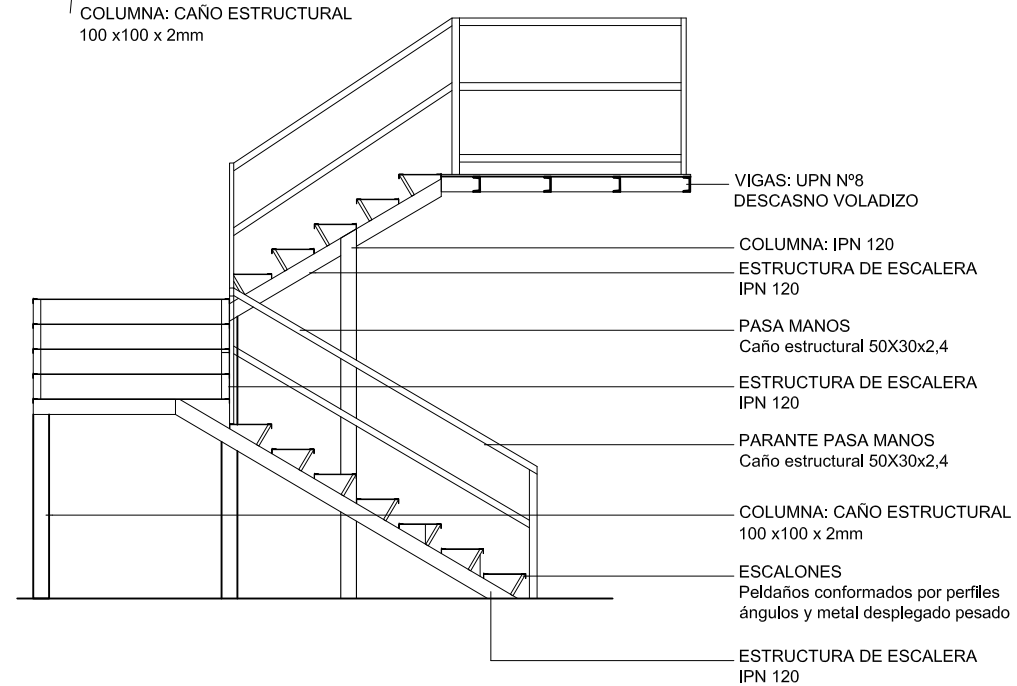 COLUMNA: CAÑO ESTRUCTURAL
100 x100 x 2mm
VIGAS: UPN Nº8
DESCASNO VOLADIZO
COLUMNA: IPN 120
ESTRUCTURA DE ESCALERA
IPN 120
PASA MANOS
Caño estructural 50X30x2,4
ESTRUCTURA DE ESCALERA
IPN 120
PARANTE PASA MANOS
Caño estructural 50X30x2,4
COLUMNA: CAÑO ESTRUCTURAL
100 x100 x 2mm
ESCALONES
Peldaños conformados por perfiles
ángulos y metal desplegado pesado
ESTRUCTURA DE ESCALERA
IPN 120